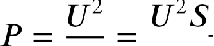 P = U²/ = U²S/